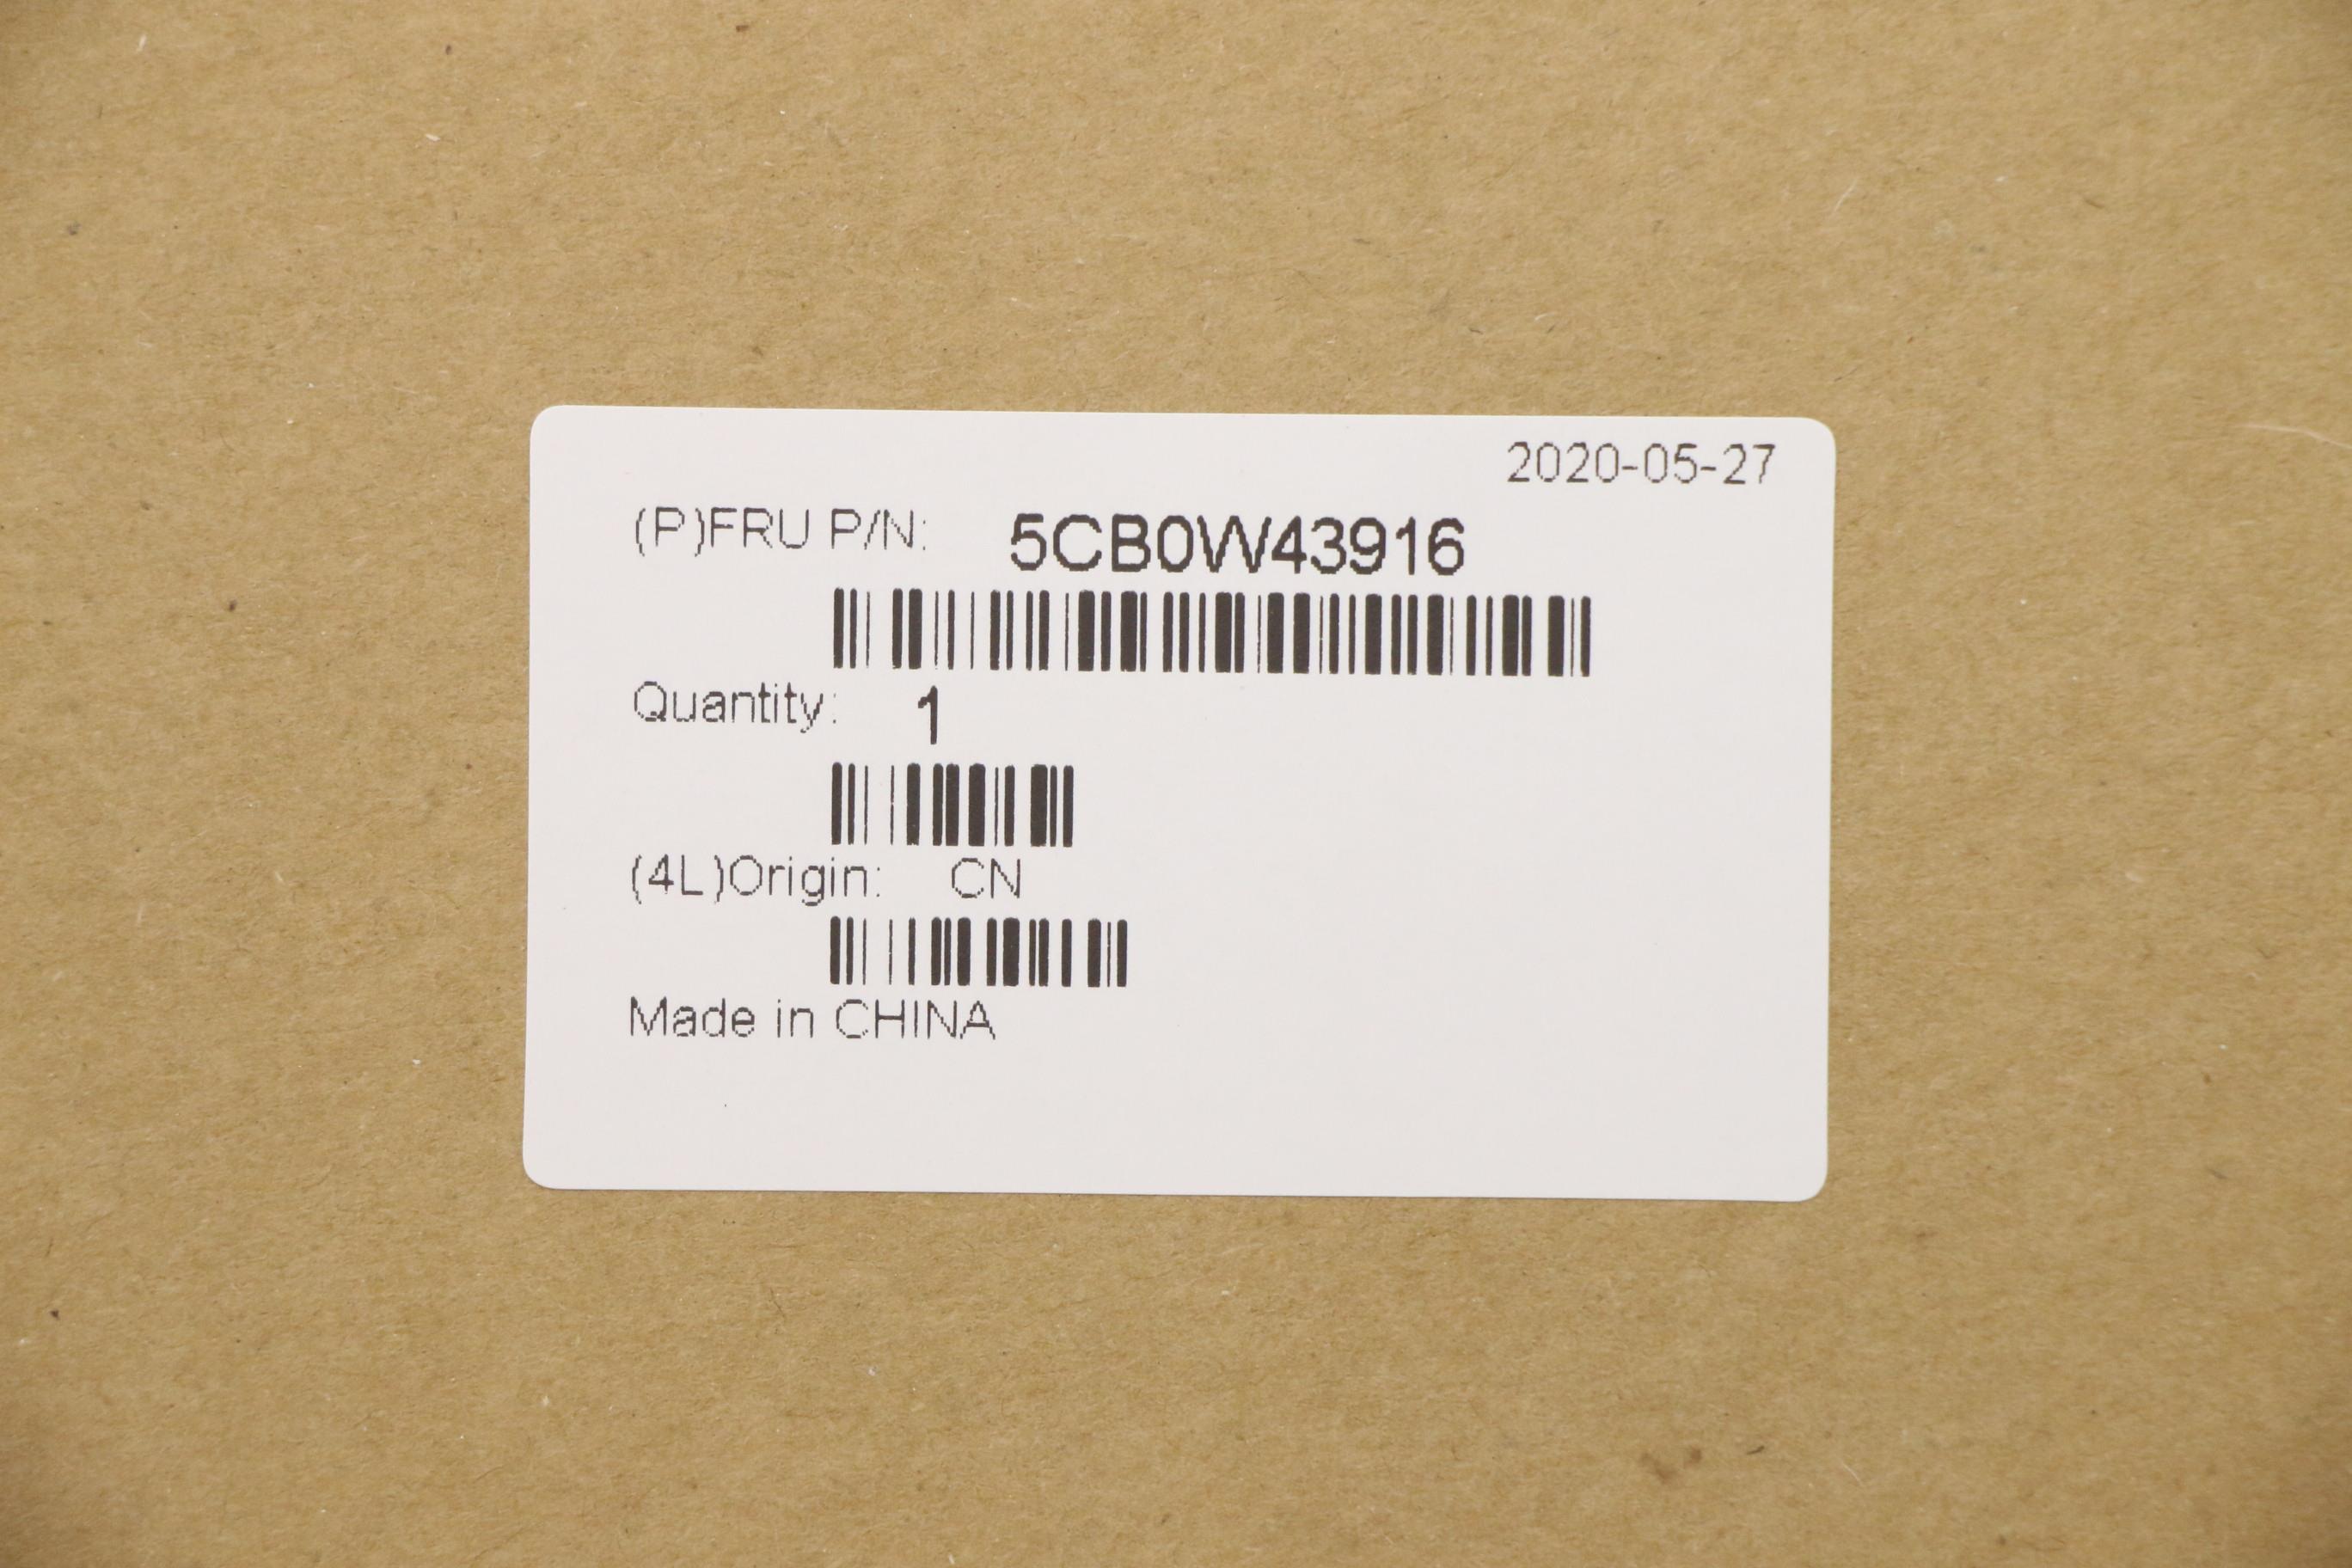 2020-05-27
(P)FRU P/N: 5CB0W43916
Quantity: 1
(4L)Origin: CN
Made in CHINA